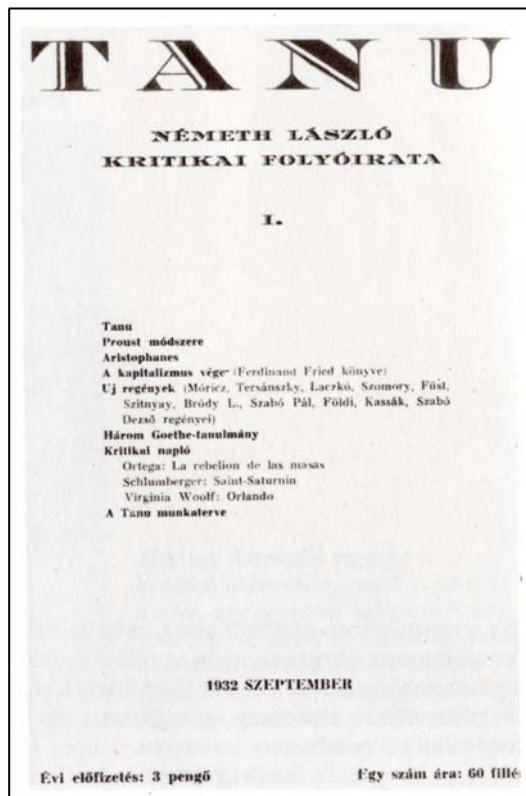 TANU
NÉMETH LÁSZLÓ
KRITIKAI FOLYÓIRATA
I.
Tanu
Proust módszere
Aristophanes
A kapitalizmus vége (Ferdinand Fried könyve)
Uj regények (Móricz, Tersánszky, Laczkó, Szomory, Füst,
Szitnyay, Bródy L., Szabó Pál, Földi, Kassák, Szabó
Dezső regényei)
Három Goethe-tanulmány
Kritikai napló
Ortega: La rebelion de las masas
Schlumberger: Saint-Saturnin
Virginia Woolf: Orlando
A Tanu munkaterve
1932 SZEPTEMBER
Évi előfizetés: 3 pengő Egy szám ára: 60 fillé